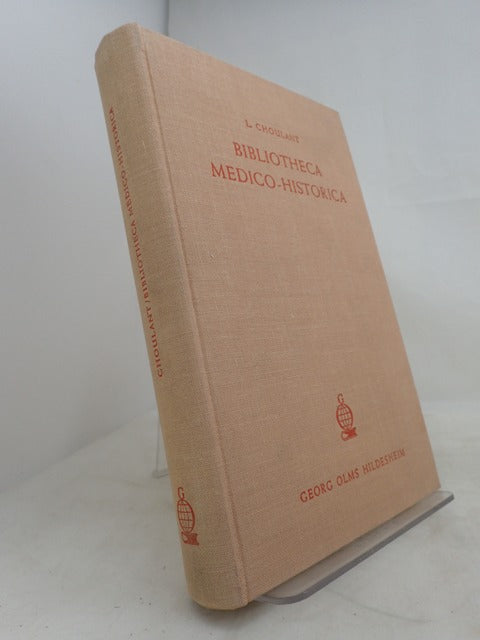 L. CHOULANT
BIBLIOTHECA
MEDICO-HISTORICA
G
GEORG OLMS HILDESHEIM
CHOULANT/BIBLIOTHECA MEDICO-HISTORICA
G